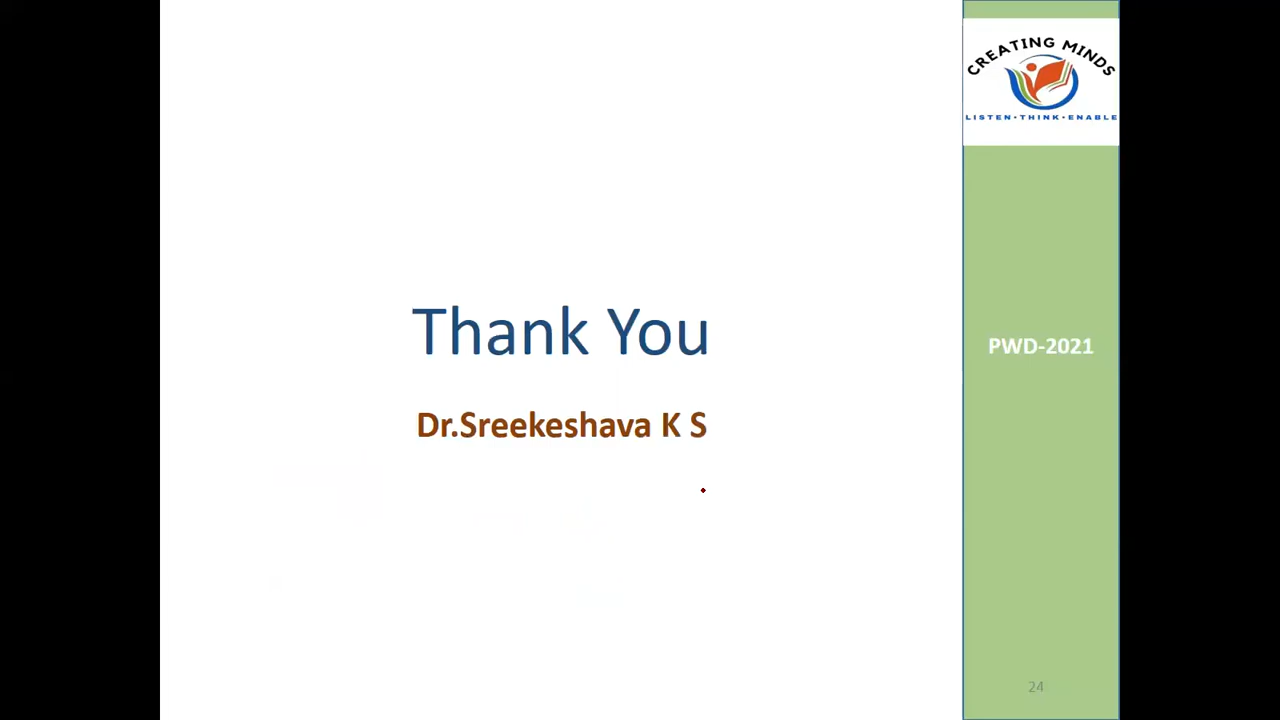 CREATING MINDS
LISTEN•THINK•ENABLE
Thank You
PWD-2021
Dr.Sreekeshava K S
24